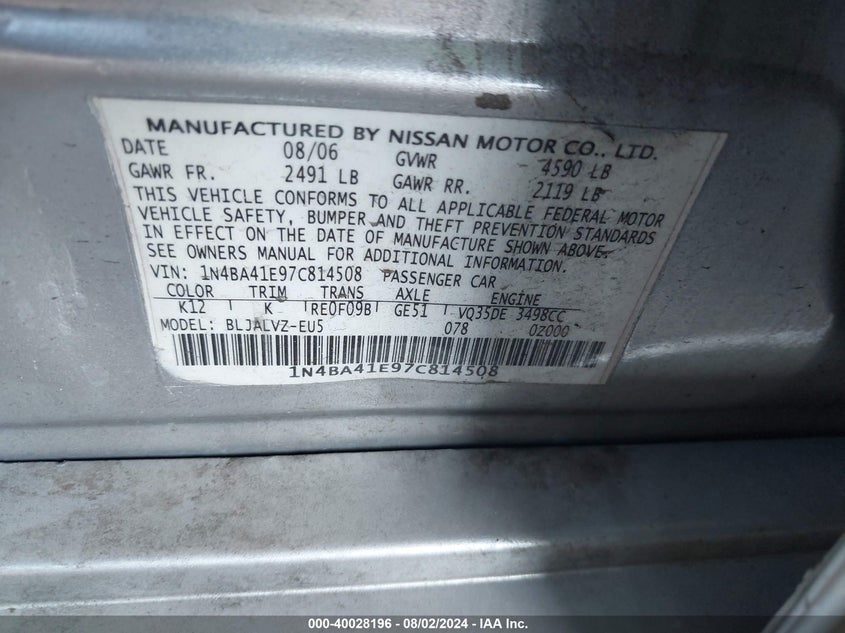 MANUFACTURED BY NISSAN MOTOR CO., LTD.
DATE 08/06 GVWR 4590 LB
GAWR FR. 2491 LB GAWR RR. 2119 LB
THIS VEHICLE CONFORMS TO ALL APPLICABLE FEDERAL MOTOR
VEHICLE SAFETY, BUMPER AND THEFT PREVENTION STANDARDS
IN EFFECT ON THE DATE OF MANUFACTURE SHOWN ABOVE.
SEE OWNERS MANUAL FOR ADDITIONAL INFORMATION.
VIN: 1N4BA41E97C814508 PASSENGER CAR
COLOR TRIM TRANS AXLE ENGINE
K12 K RE0F09B GE51 VQ35DE 3498CC
MODEL: BLJALVZ-EU5 078 0Z000
1N4BA41E97C814508
000-40028196 - 08/02/2024 - IAA Inc.